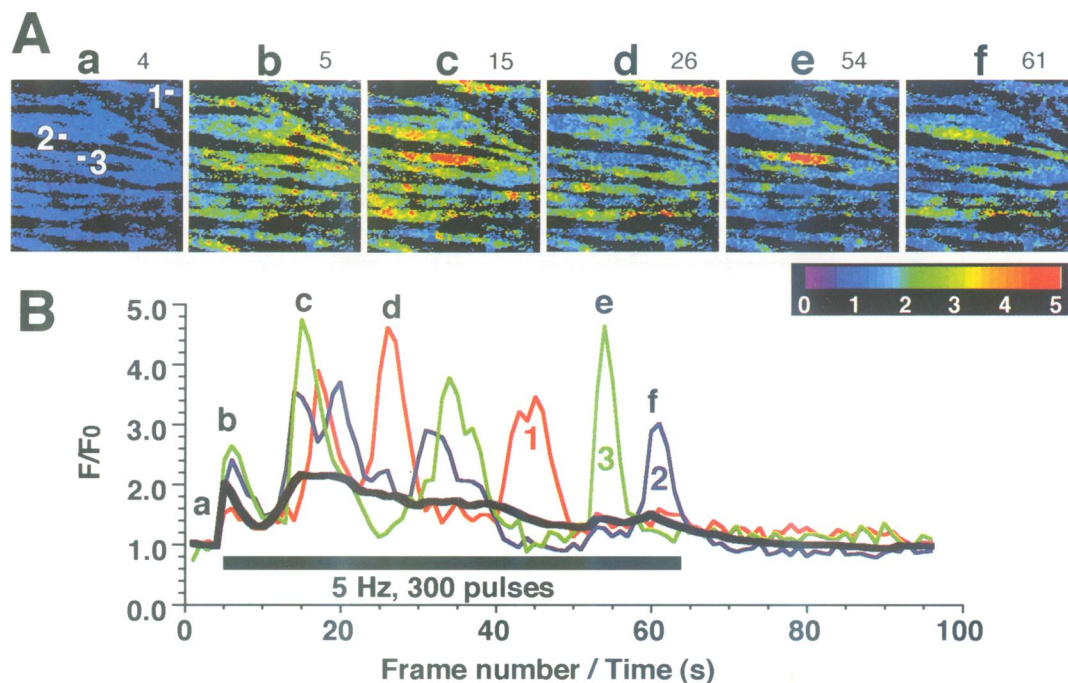 A
a 4 b 5 c 15 d 26 e 54 f 61
1
2
3
0 1 2 3 4 5
B
5.0
4.0
3.0
2.0
1.0
0.0
F/F0
a
b
c
d
e
f
1
3
2
5 Hz, 300 pulses
0 20 40 60 80 100
Frame number / Time (s)